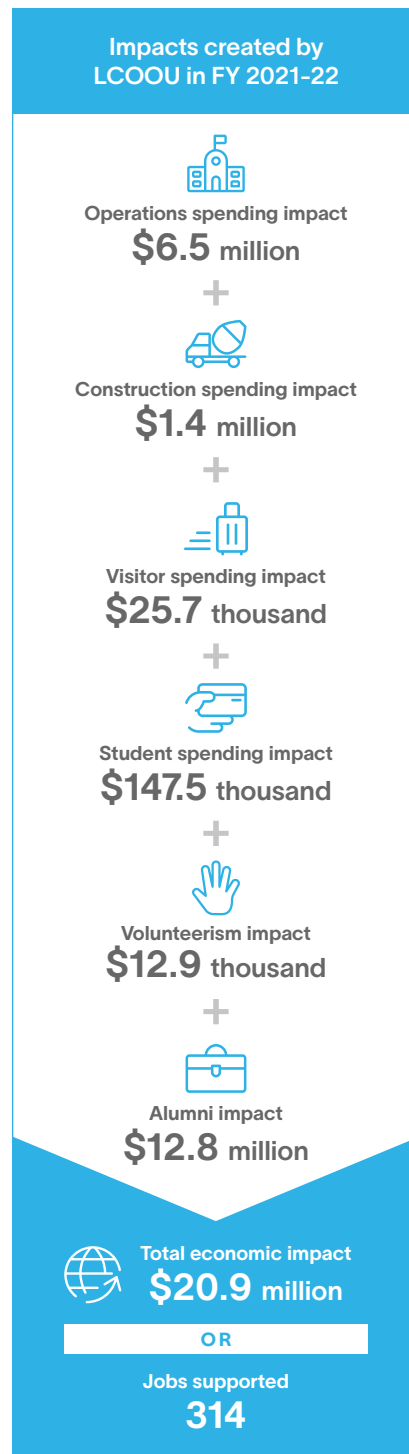 Impacts created by
LCOOU in FY 2021-22
Operations spending impact
$6.5 million
+
Construction spending impact
$1.4 million
+
Visitor spending impact
$25.7 thousand
+
Student spending impact
$147.5 thousand
+
Volunteerism impact
$12.9 thousand
+
Alumni impact
$12.8 million
Total economic impact
$20.9 million
OR
Jobs supported
314